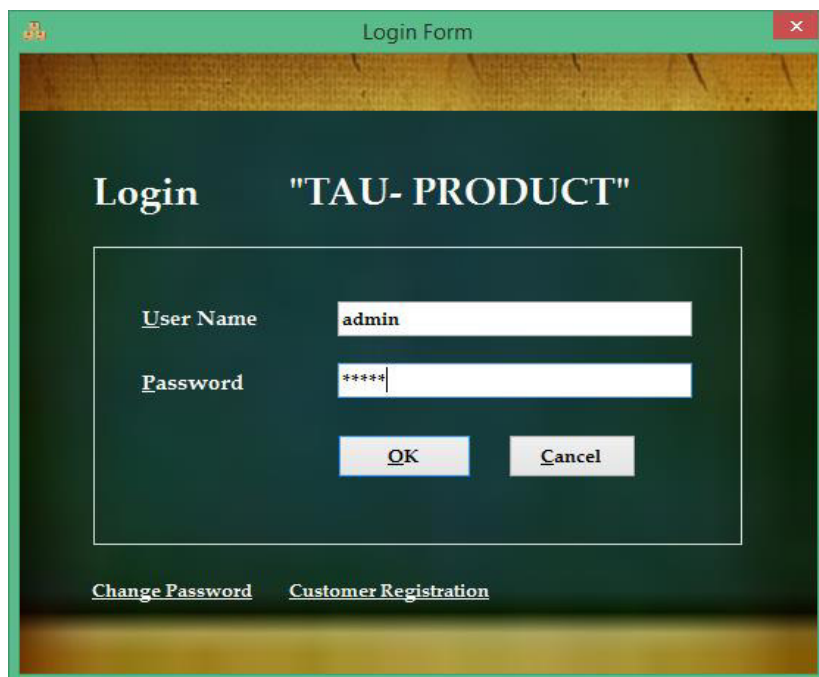 Login Form
Login "TAU- PRODUCT"
User Name admin
Password *****
OK Cancel
Change Password Customer Registration